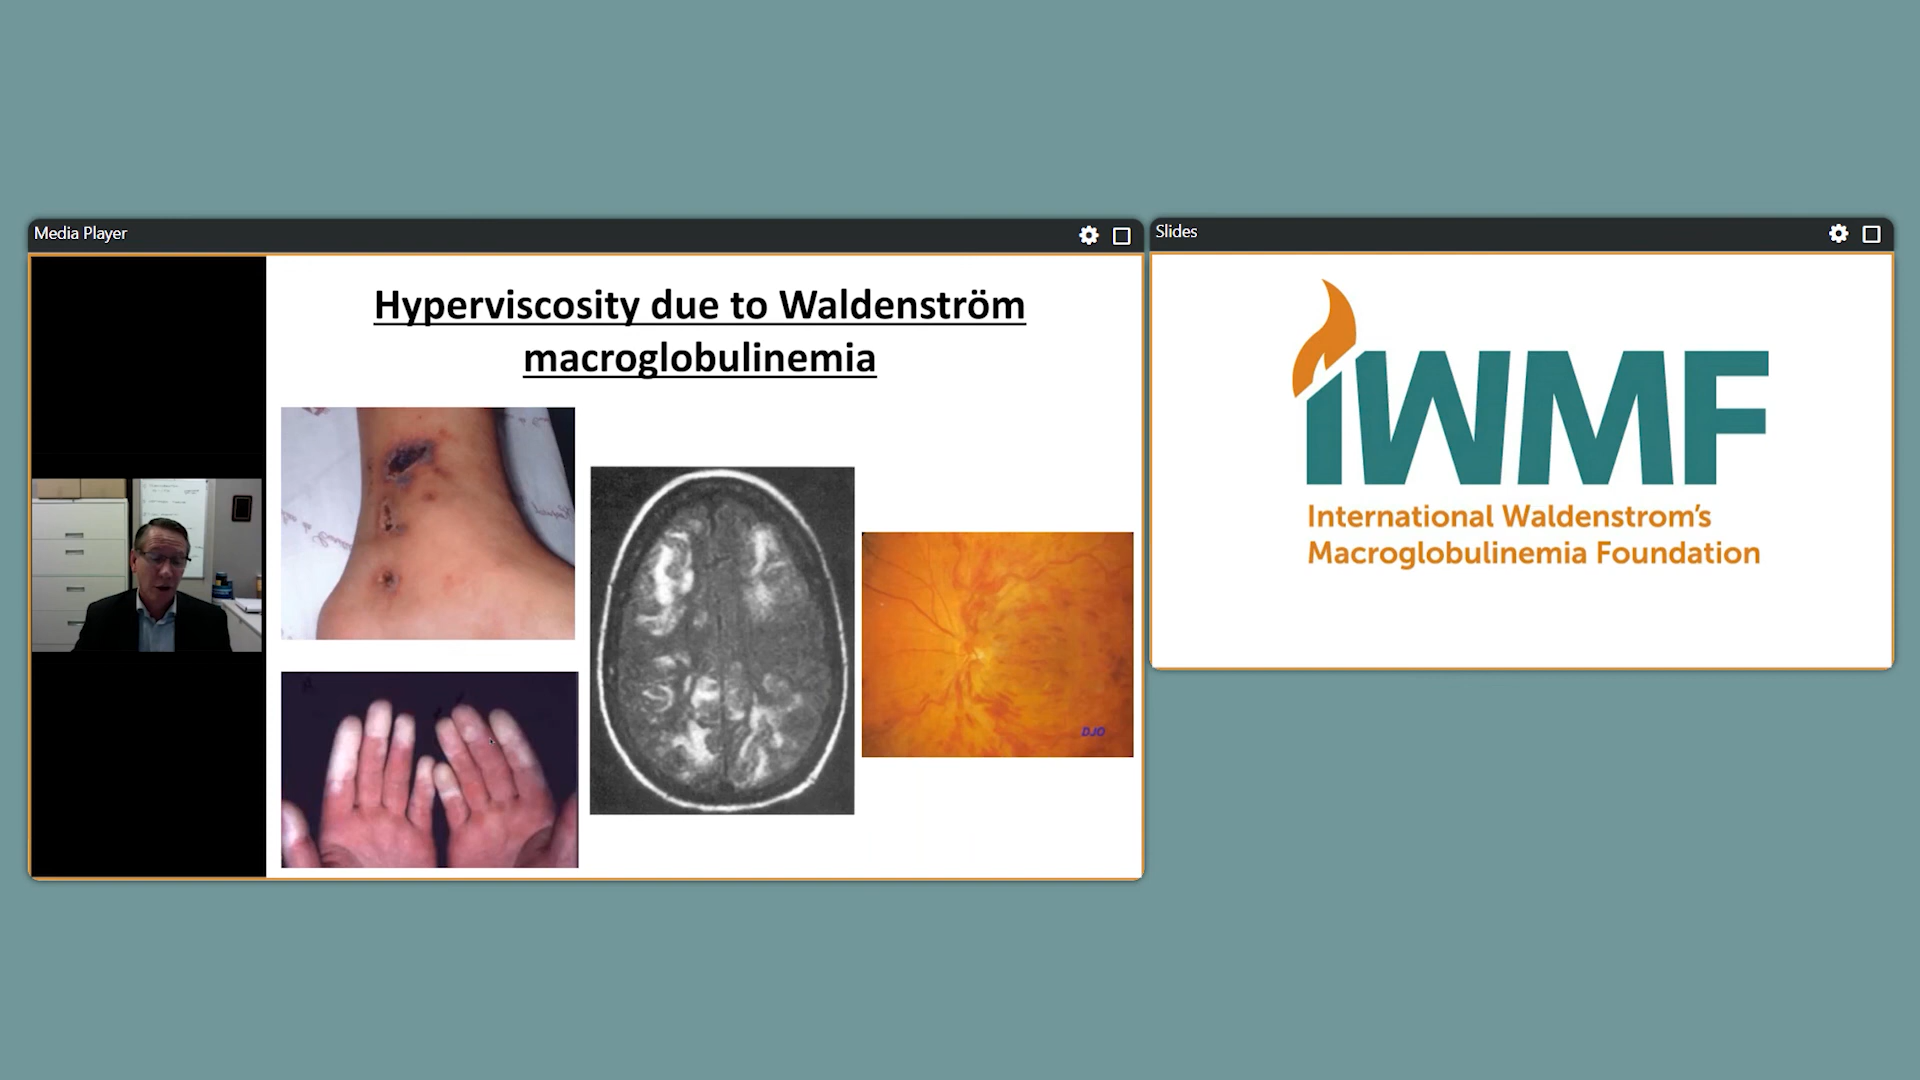 Media Player
Hyperviscosity due to Waldenström
macroglobulinemia
DJO
Slides
IWMF
International Waldenstrom's
Macroglobulinemia Foundation